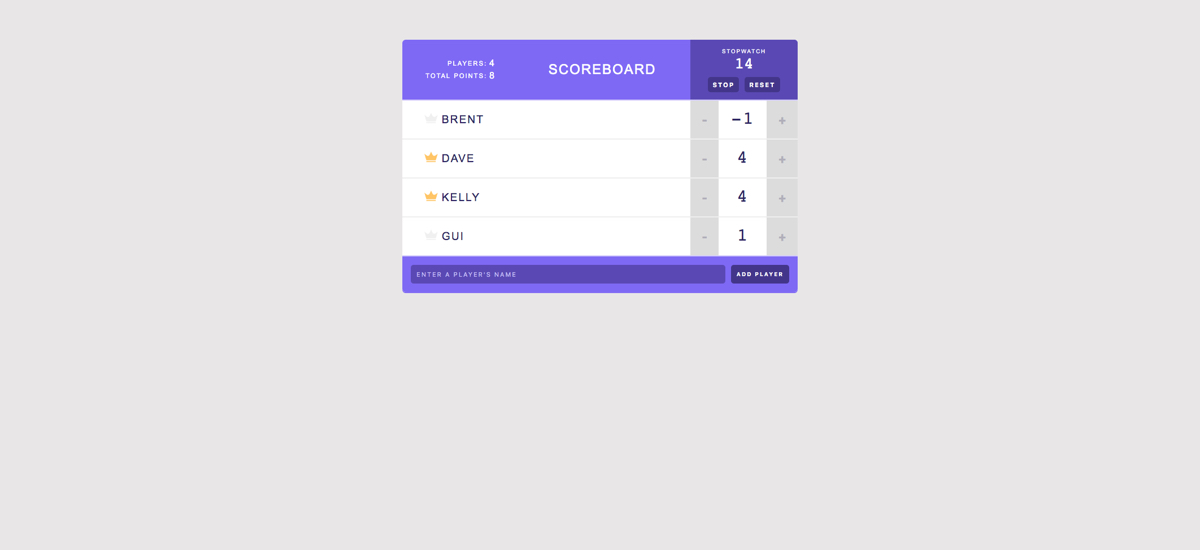 PLAYERS: 4
TOTAL POINTS: 8
SCOREBOARD
STOPWATCH
14
STOP RESET
BRENT - -1 +
DAVE - 4 +
KELLY - 4 +
GUI - 1 +
ENTER A PLAYER'S NAME ADD PLAYER